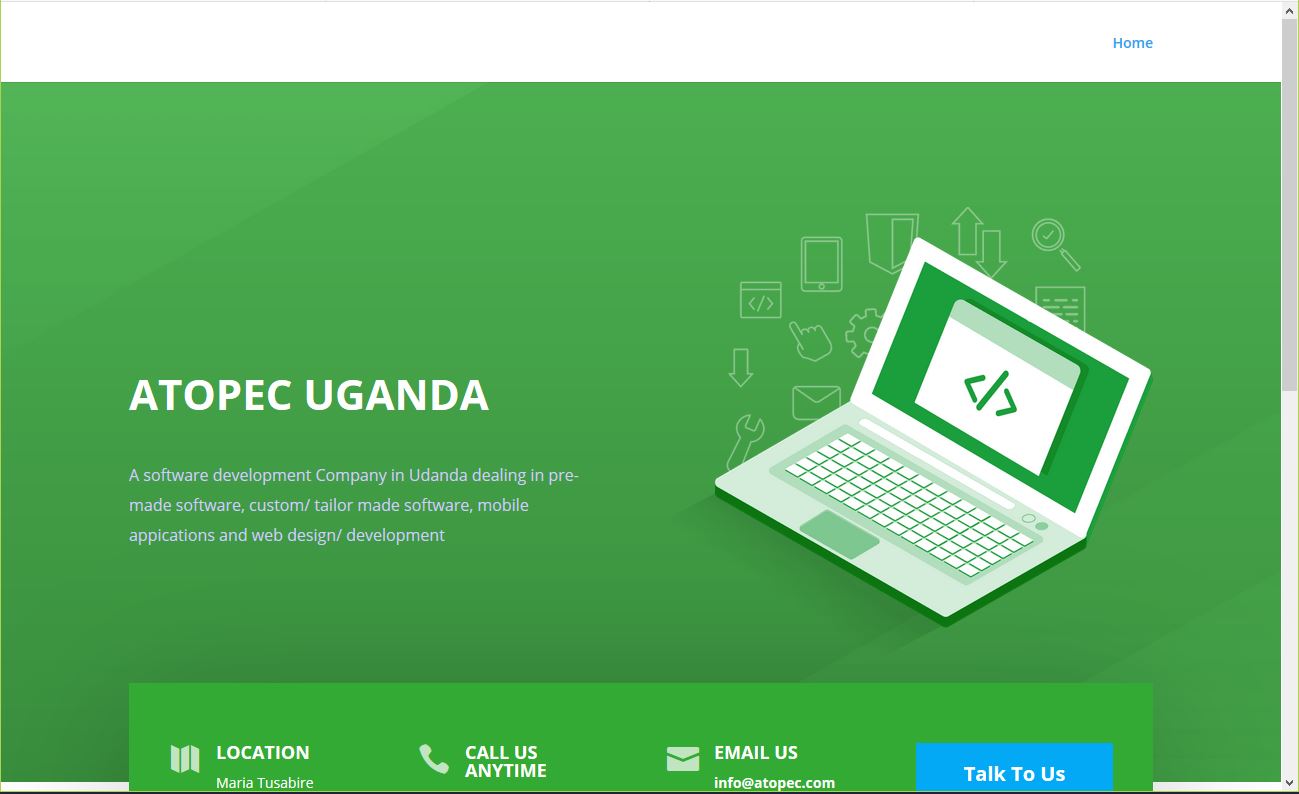 Home
ATOPEC UGANDA
A software development Company in Udanda dealing in pre-
made software, custom/ tailor made software, mobile
appications and web design/ development
LOCATION
Maria Tusabire
CALL US
ANYTIME
EMAIL US
info@atopec.com
Talk To Us